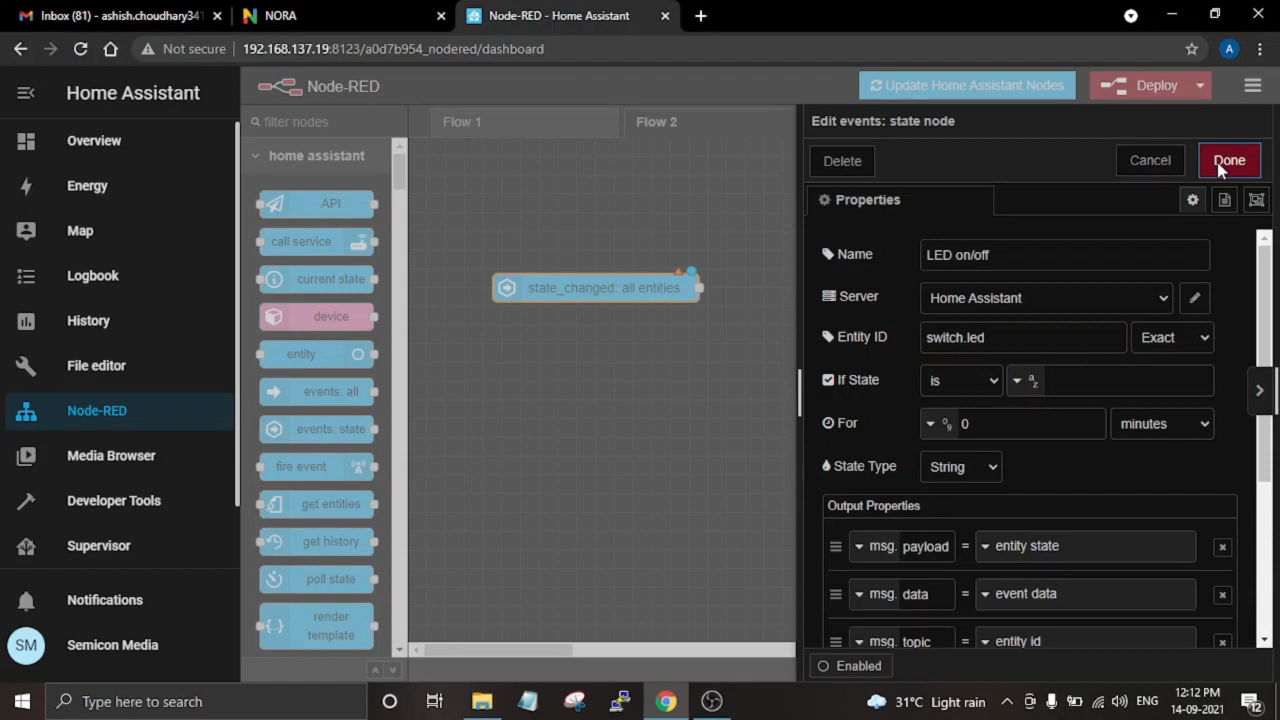 Inbox (81) - ashish.choudhary341
NORA
Node-RED - Home Assistant
Not secure
192.168.137.19:8123/a0d7b954_nodered/dashboard
A
Home Assistant
Node-RED
Update Home Assistant Nodes
Deploy
Overview
Energy
Map
Logbook
History
File editor
Node-RED
Media Browser
Developer Tools
Supervisor
Notifications
SM
Semicon Media
filter nodes
home assistant
API
call service
current state
device
entity
events: all
events: state
fire event
get entities
get history
poll state
render
template
Flow 1
Flow 2
state_changed: all entities
Edit events: state node
Delete
Cancel
Done
Properties
Name
LED on/off
Server
Home Assistant
Entity ID
switch.led
Exact
If State
is
a z
For
0 9
0
minutes
State Type
String
Output Properties
msg. payload = entity state
msg. data = event data
msg. topic = entity id
Enabled
Type here to search
31°C Light rain
ENG
12:12 PM
14-09-2021
12